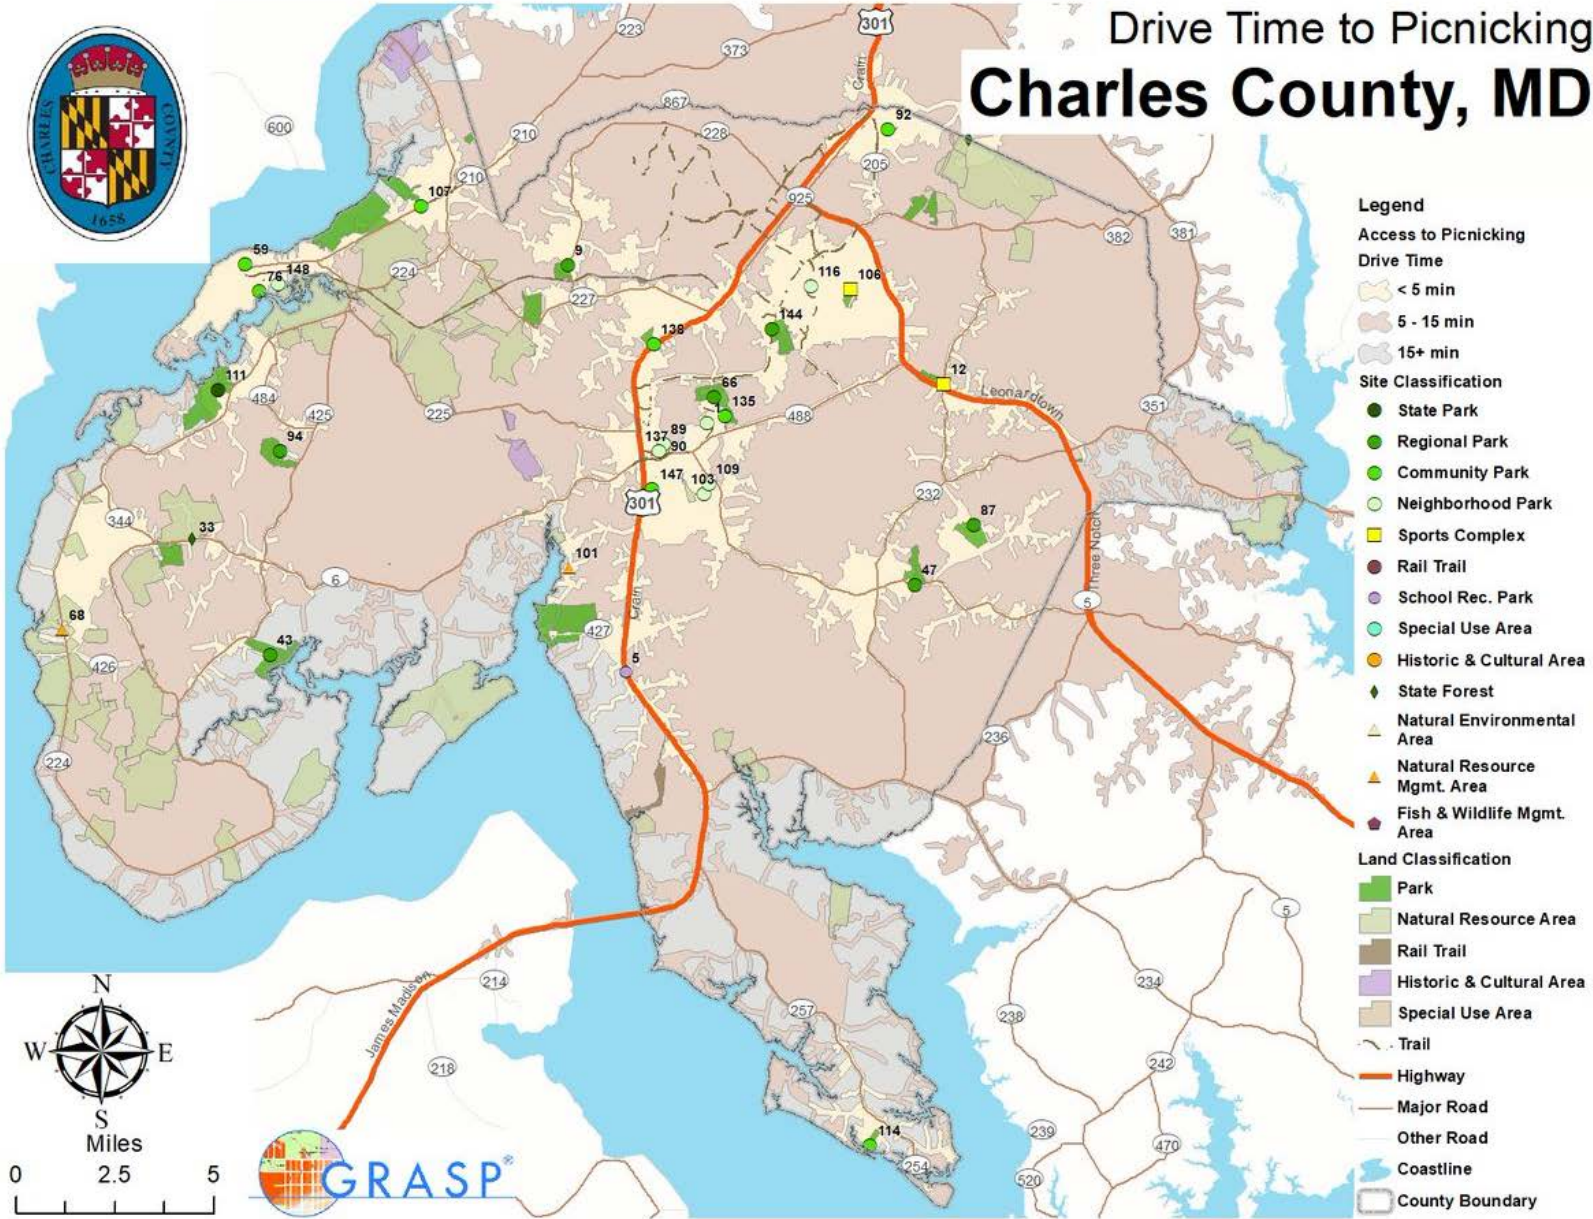 Drive Time to Picnicking
Charles County, MD
CHARLES COUNTY
1658
301
223
373
Crain
867
600
210
228
92
205
210
107
925
382
381
59
76
148
224
9
227
116
106
144
138
111
484
425
225
66
1
135
12
Leonardtown
488
351
94
137
89
90
147
109
103
301
232
87
344
33
101
47
Three Notch
6
5
68
Crain
427
43
426
5
236
224
5
James Madison
214
234
257
238
218
242
239
114
470
254
520
Legend
Access to Picnicking
Drive Time
< 5 min
5 - 15 min
15+ min
Site Classification
State Park
Regional Park
Community Park
Neighborhood Park
Sports Complex
Rail Trail
School Rec. Park
Special Use Area
Historic & Cultural Area
State Forest
Natural Environmental
Area
Natural Resource
Mgmt. Area
Fish & Wildlife Mgmt.
Area
Land Classification
Park
Natural Resource Area
Rail Trail
Historic & Cultural Area
Special Use Area
Trail
Highway
Major Road
Other Road
Coastline
County Boundary
N
W E
S
Miles
0 2.5 5
GRASP®